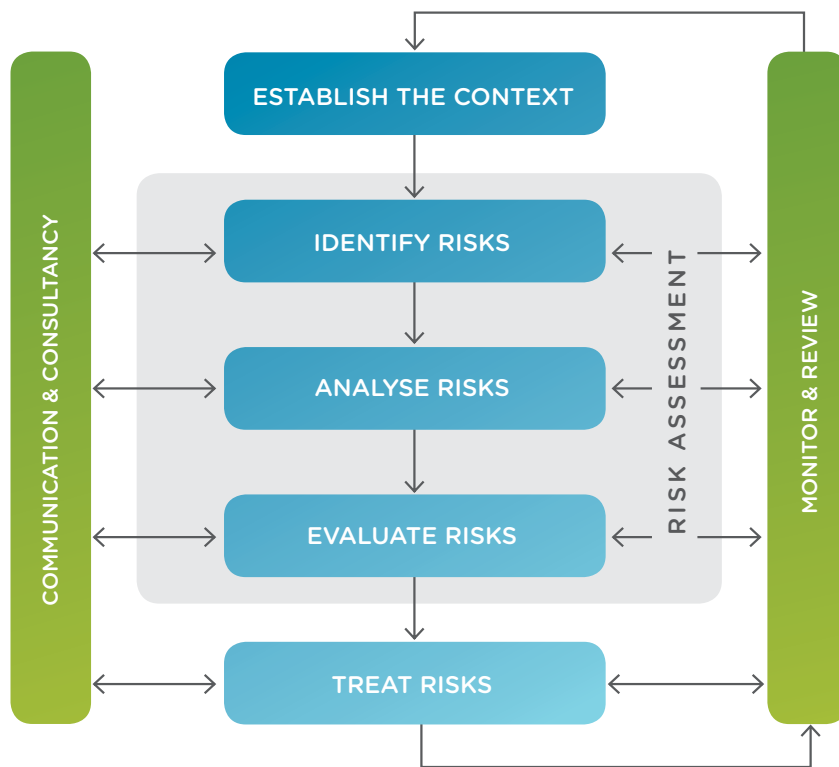 ESTABLISH THE CONTEXT
COMMUNICATION & CONSULTANCY
IDENTIFY RISKS
ANALYSE RISKS
EVALUATE RISKS
RISK ASSESSMENT
MONITOR & REVIEW
TREAT RISKS